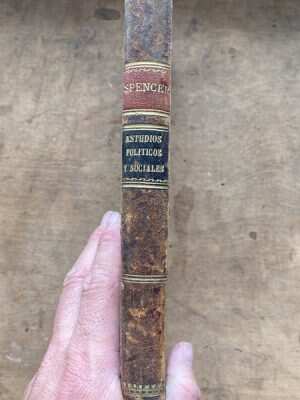 SPENCER
ESTUDIOS
POLITICOS
Y SOCIALES